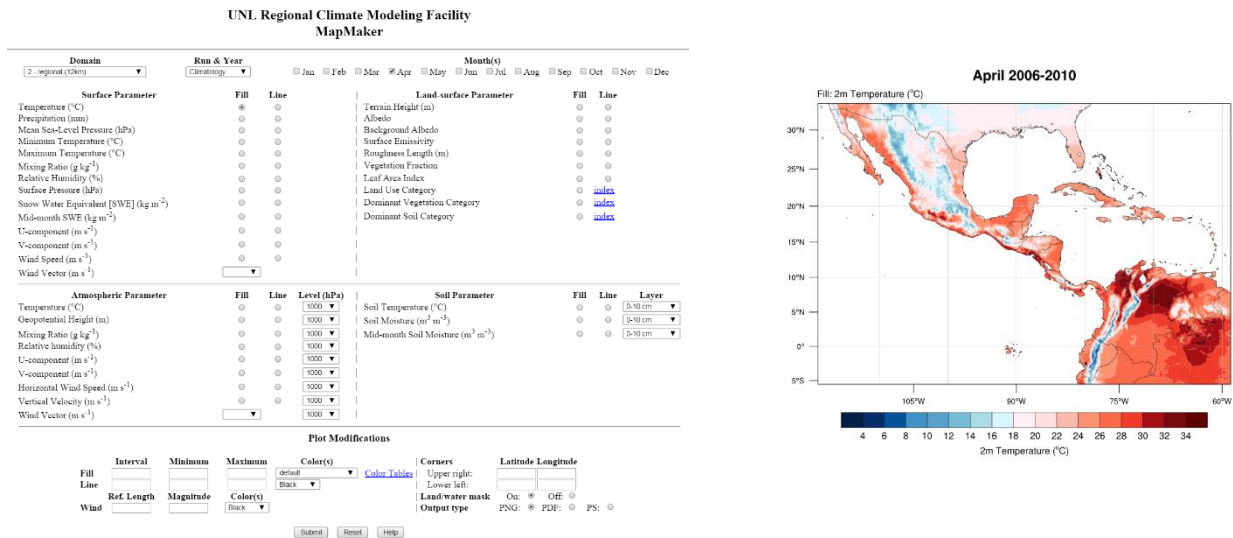 UNL Regional Climate Modeling Facility
MapMaker
Domain Run & Year Month(s)
2 - regional (12km) ▼ Climatology ▼ Jan Feb Mar Apr May Jun Jul Aug Sep Oct Nov Dec
Surface Parameter Fill Line | Land-surface Parameter Fill Line
Temperature (°C) | Terrain Height (m)
Precipitation (mm) | Albedo
Mean Sea-Level Pressure (hPa) | Background Albedo
Minimum Temperature (°C) | Surface Emissivity
Maximum Temperature (°C) | Roughness Length (m)
Mixing Ratio (g kg⁻¹) | Vegetation Fraction
Relative Humidity (%) | Leaf Area Index
Surface Pressure (hPa) | Land Use Category index
Snow Water Equivalent [SWE] (kg m⁻²) | Dominant Vegetation Category index
Mid-month SWE (kg m⁻²) | Dominant Soil Category index
U-component (m s⁻¹)
V-component (m s⁻¹)
Wind Speed (m s⁻¹)
Wind Vector (m s⁻¹) ▼
Atmospheric Parameter Fill Line Level (hPa) | Soil Parameter Fill Line Layer
Temperature (°C) 1000 ▼ | Soil Temperature (°C) 0-10 cm ▼
Geopotential Height (m) 1000 ▼ | Soil Moisture (m³ m⁻³) 0-10 cm ▼
Mixing Ratio (g kg⁻¹) 1000 ▼ | Mid-month Soil Moisture (m³ m⁻³) 0-10 cm ▼
Relative humidity (%) 1000 ▼
U-component (m s⁻¹) 1000 ▼
V-component (m s⁻¹) 1000 ▼
Horizontal Wind Speed (m s⁻¹) 1000 ▼
Vertical Velocity (m s⁻¹) 1000 ▼
Wind Vector (m s⁻¹) ▼ 1000 ▼
Plot Modifications
Interval Minimum Maximum Color(s) | Corners Latitude Longitude
Fill default ▼ Color Tables | Upper right:
Line Black ▼ | Lower left:
Ref. Length Magnitude Color(s) | Land/water mask On: Off:
Wind Black ▼ | Output type PNG: PDF: PS:
Submit Reset Help
April 2006-2010
Fill: 2m Temperature (°C)
30°N
25°N
20°N
15°N
10°N
5°N
0°
5°S
105°W 90°W 75°W 60°W
4 6 8 10 12 14 16 18 20 22 24 26 28 30 32 34
2m Temperature (°C)